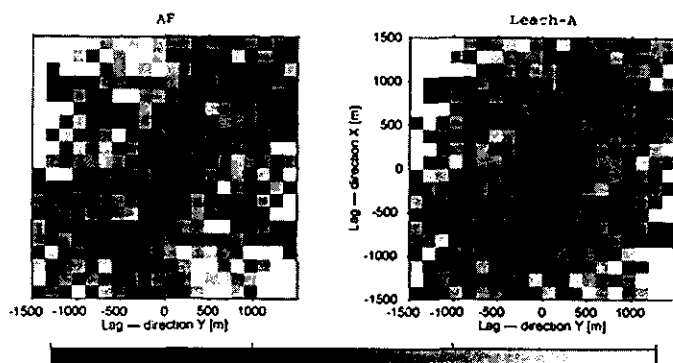 AF
Leach-A
1500
1000
500
0
-500
-1000
-1500
Lag — direction X [m]
-1500 -1000 -500 0 500 1000
-1500 -1000 -500 0 500 1000
Lag — direction Y [m]
Lag — direction Y [m]